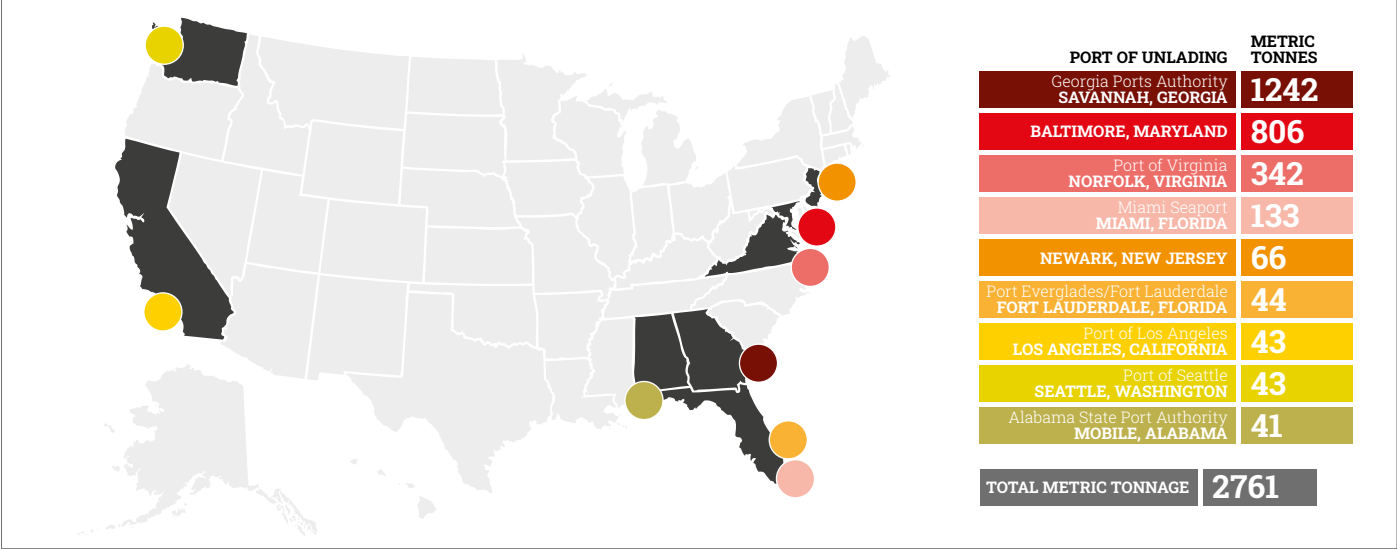 PORT OF UNLADING
METRIC
TONNES
Georgia Ports Authority
SAVANNAH, GEORGIA
1242
BALTIMORE, MARYLAND
806
Port of Virginia
NORFOLK, VIRGINIA
342
Miami Seaport
MIAMI, FLORIDA
133
NEWARK, NEW JERSEY
66
Port Everglades/Fort Lauderdale
FORT LAUDERDALE, FLORIDA
44
Port of Los Angeles
LOS ANGELES, CALIFORNIA
43
Port of Seattle
SEATTLE, WASHINGTON
43
Alabama State Port Authority
MOBILE, ALABAMA
41
TOTAL METRIC TONNAGE
2761